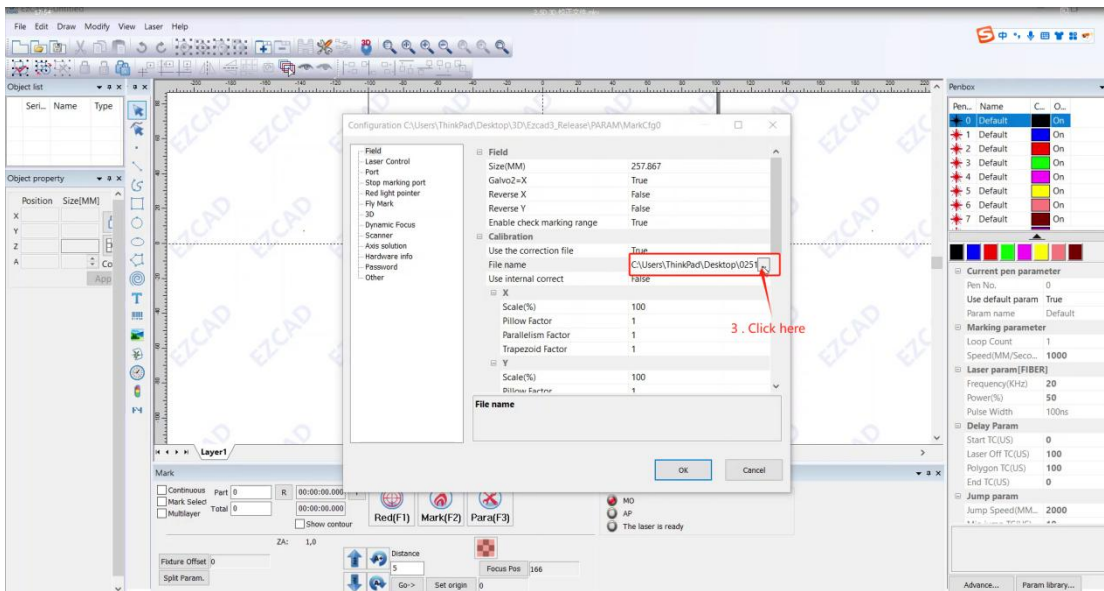 File Edit Draw Modify View Laser Help
Object list
Seri... Name Type
Object property
Position Size[MM]
X
Y
Z
A
Co
App
Configuration C:\Users\ThinkPad\Desktop\3D\Ezcad3_Release\PARAM\MarkCfg0
Field
Laser Control
Port
Stop marking port
Red light pointer
Fly Mark
3D
Dynamic Focus
Scanner
Axis solution
Hardware info
Password
Other
Field
Size(MM) 257.867
Galvo2=X True
Reverse X False
Reverse Y False
Enable check marking range True
Calibration
Use the correction file True
File name C:\Users\ThinkPad\Desktop\0251
Use internal correct False
X
Scale(%) 100
Pillow Factor 1
Parallelism Factor 1
Trapezoid Factor 1
Y
Scale(%) 100
Pillow Factor 1
File name
OK Cancel
3 . Click here
EZCAD
Layer1
Mark
Continuous Part 0 R 00:00:00.000
Mark Select
Multilayer Total 0 00:00:00.000
Show contour
Red(F1) Mark(F2) Para(F3)
MO
AP
The laser is ready
ZA: 1,0
Fixture Offset 0
Split Param.
Distance
5
Focus Pos 166
Go-> Set origin 0
Penbox
Pen... Name C... O...
0 Default On
1 Default On
2 Default On
3 Default On
4 Default On
5 Default On
6 Default On
7 Default On
Current pen parameter
Pen No. 0
Use default param True
Param name Default
Marking parameter
Loop Count 1
Speed(MM/Seco... 1000
Laser param[FIBER]
Frequency(KHz) 20
Power(%) 50
Pulse Width 100ns
Delay Param
Start TC(US) 0
Laser Off TC(US) 100
Polygon TC(US) 100
End TC(US) 0
Jump param
Jump Speed(MM... 2000
Advance... Param library...